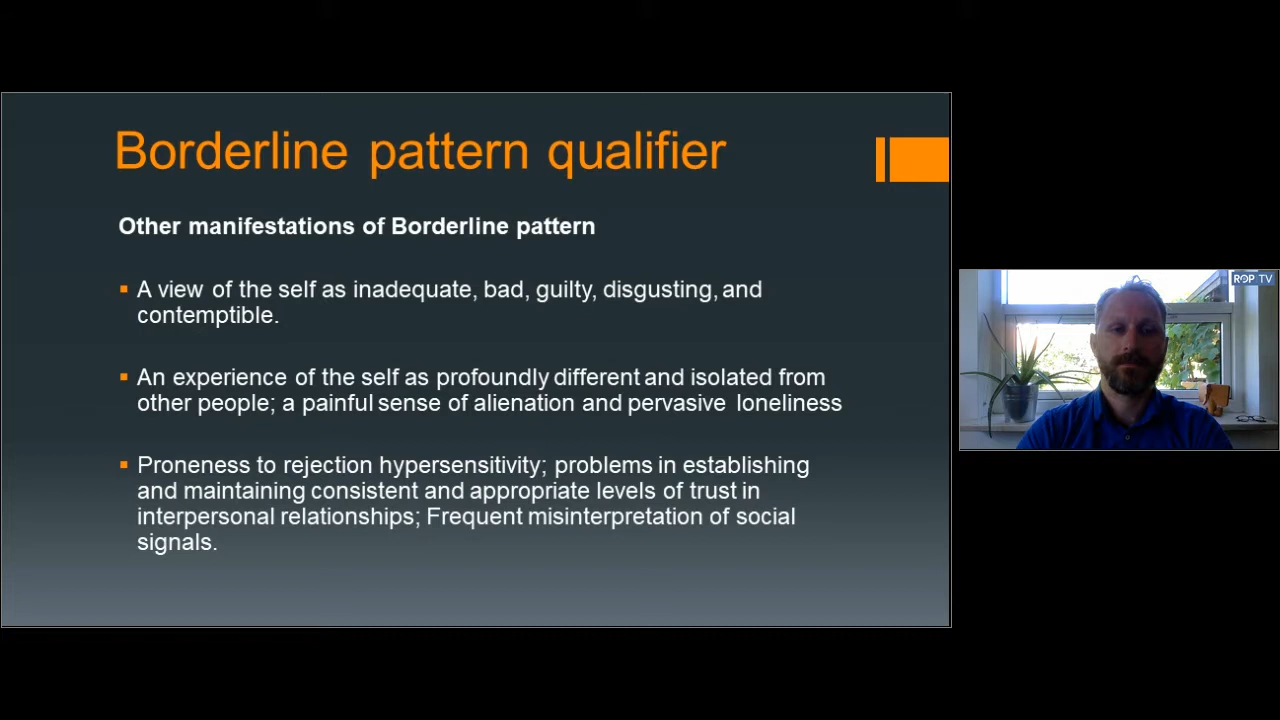 Borderline pattern qualifier
Other manifestations of Borderline pattern
A view of the self as inadequate, bad, guilty, disgusting, and
contemptible.
An experience of the self as profoundly different and isolated from
other people; a painful sense of alienation and pervasive loneliness
Proneness to rejection hypersensitivity; problems in establishing
and maintaining consistent and appropriate levels of trust in
interpersonal relationships; Frequent misinterpretation of social
signals.
ROP TV